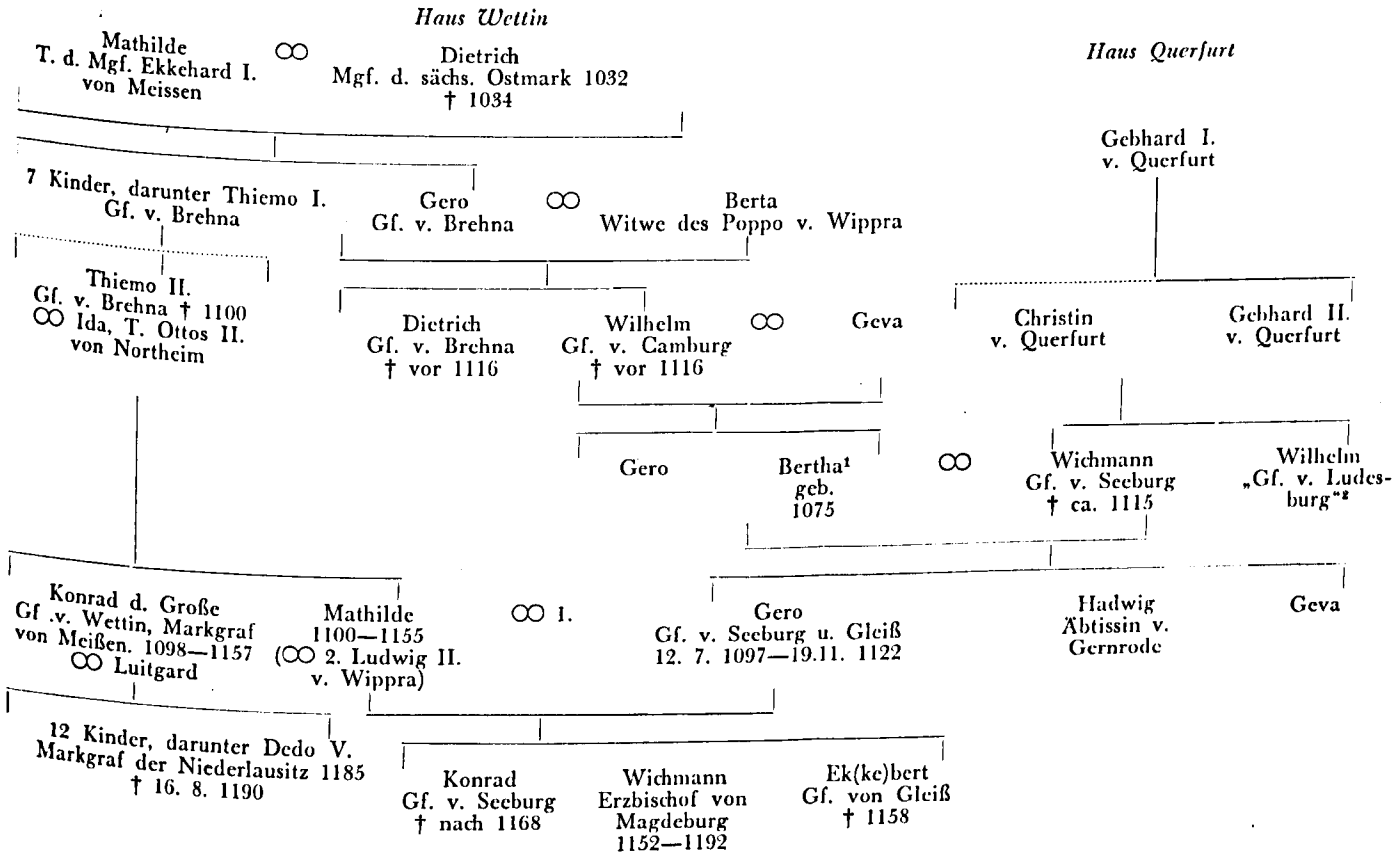 Haus Wettin
Haus Querfurt
Mathilde
T. d. Mgf. Ekkehard I.
von Meissen
∞
Dietrich
Mgf. d. sächs. Ostmark 1032
† 1034
Gebhard I.
v. Querfurt
7 Kinder, darunter Thiemo I.
Gf. v. Brehna
Gero
Gf. v. Brehna
∞
Berta
Witwe des Poppo v. Wippra
Thiemo II.
Gf. v. Brehna † 1100
∞ Ida, T. Ottos II.
von Northeim
Dietrich
Gf. v. Brehna
† vor 1116
Wilhelm
Gf. v. Camburg
† vor 1116
∞
Geva
Christin
v. Querfurt
Gebhard II.
v. Querfurt
Gero
Bertha¹
geb.
1075
∞
Wichmann
Gf. v. Seeburg
† ca. 1115
Wilhelm
„Gf. v. Ludes-
burg“²
Konrad d. Große
Gf .v. Wettin, Markgraf
von Meißen. 1098—1157
∞ Luitgard
Mathilde
1100—1155
(∞ 2. Ludwig II.
v. Wippra)
∞ I.
Gero
Gf. v. Seeburg u. Gleiß
12. 7. 1097—19.11. 1122
Hadwig
Äbtissin v.
Gernrode
Geva
12 Kinder, darunter Dedo V.
Markgraf der Niederlausitz 1185
† 16. 8. 1190
Konrad
Gf. v. Seeburg
† nach 1168
Wichmann
Erzbischof von
Magdeburg
1152—1192
Ek(ke)bert
Gf. von Gleiß
† 1158